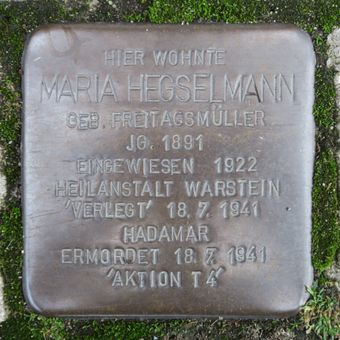 HIER WOHNTE
MARIA HEGSELMANN
GEB. FREITAGSMÜLLER
JG. 1891
EINGEWIESEN 1922
HEILANSTALT WARSTEIN
'VERLEGT' 18.7.1941
HADAMAR
ERMORDET 18.7.1941
'AKTION T4'